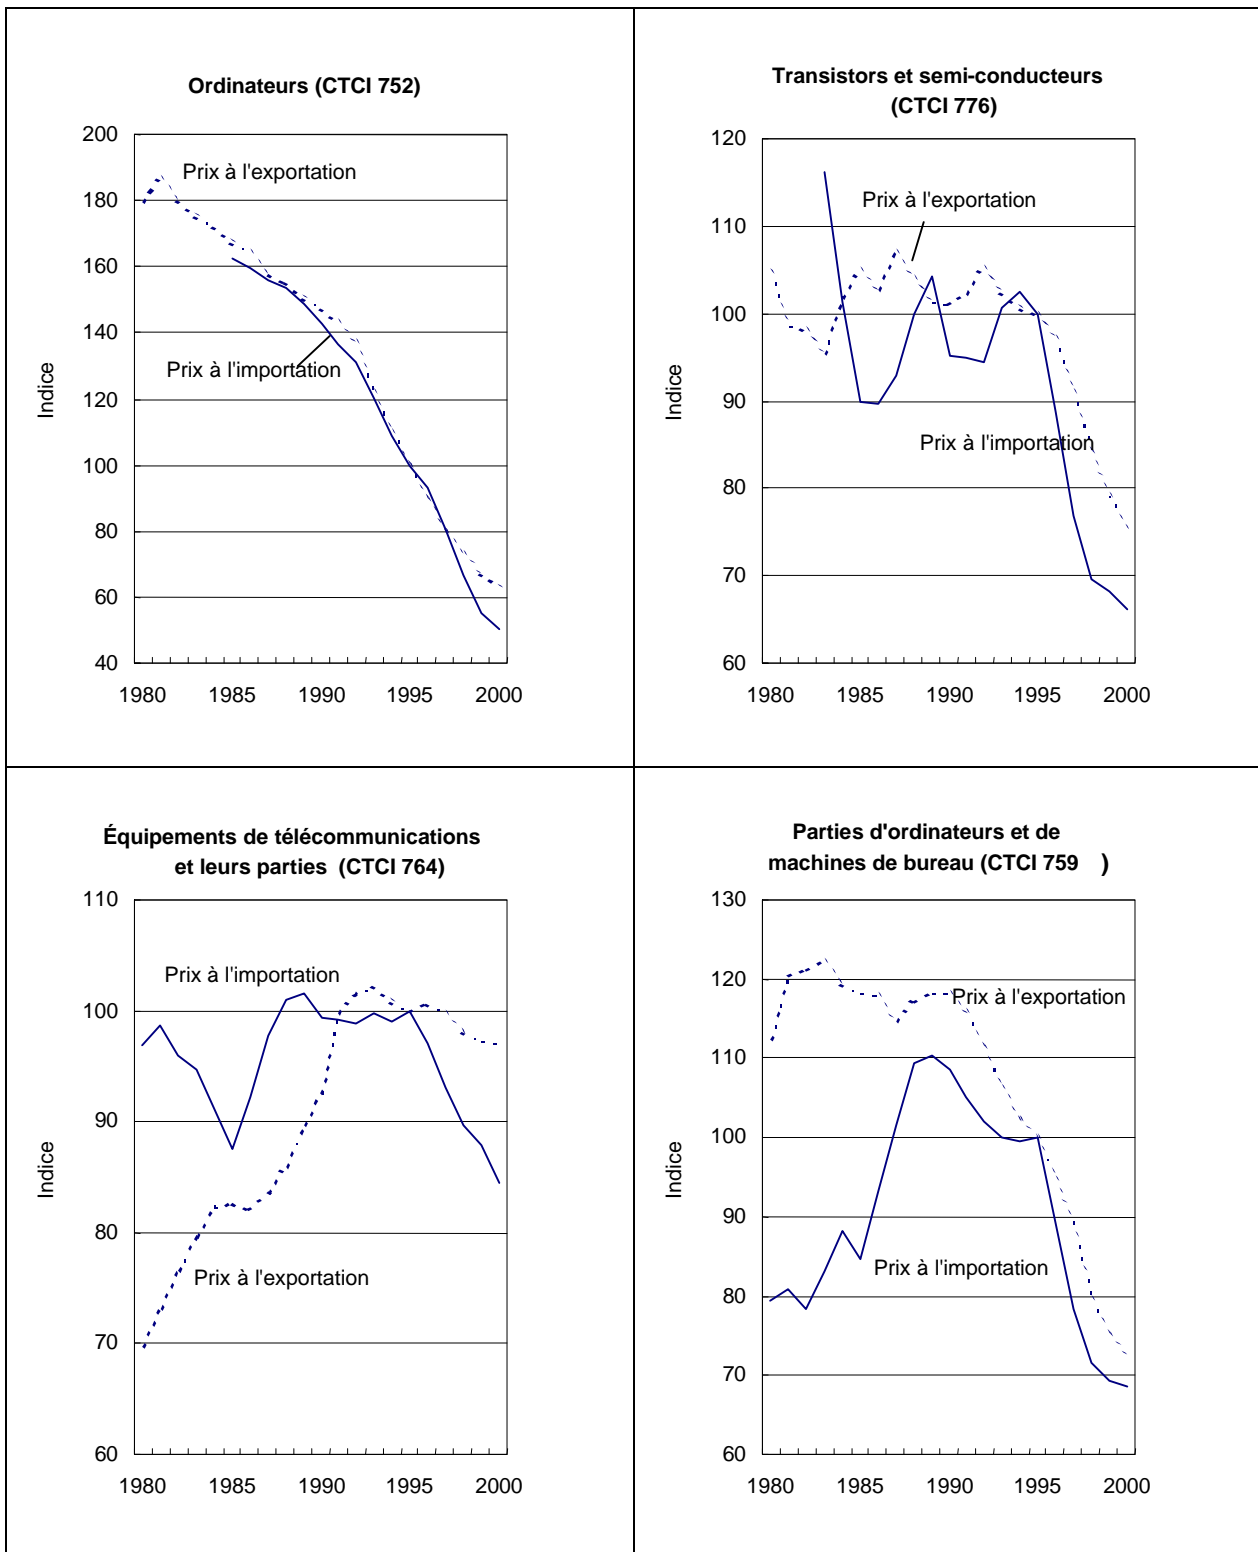 Ordinateurs (CTCI 752)
200
180
160
140
120
100
80
60
40
Indice
Prix à l'exportation
Prix à l'importation
1980 1985 1990 1995 2000
Transistors et semi-conducteurs
(CTCI 776)
120
110
100
90
80
70
60
Indice
Prix à l'exportation
Prix à l'importation
1980 1985 1990 1995 2000
Équipements de télécommunications
et leurs parties (CTCI 764)
110
100
90
80
70
60
Indice
Prix à l'importation
Prix à l'exportation
1980 1985 1990 1995 2000
Parties d'ordinateurs et de
machines de bureau (CTCI 759 )
130
120
110
100
90
80
70
60
Indice
Prix à l'exportation
Prix à l'importation
1980 1985 1990 1995 2000